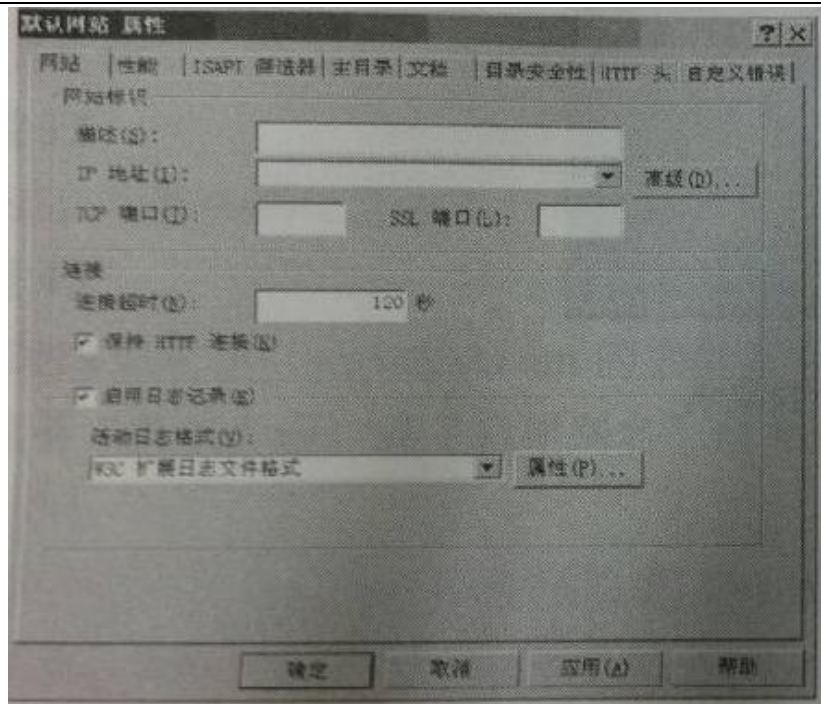 默认网站 属性
网站 性能 ISAPI 筛选器 主目录 文档 目录安全性 HTTP 头 自定义错误
网站标识
描述(S):
IP 地址(I): 高级(D)...
TCP 端口(T): SSL 端口(L):
连接
连接超时(N): 120 秒
保持 HTTP 连接(K)
启用日志记录(E)
活动日志格式(V):
W3C 扩展日志文件格式 属性(P)...
确定 取消 应用(A) 帮助